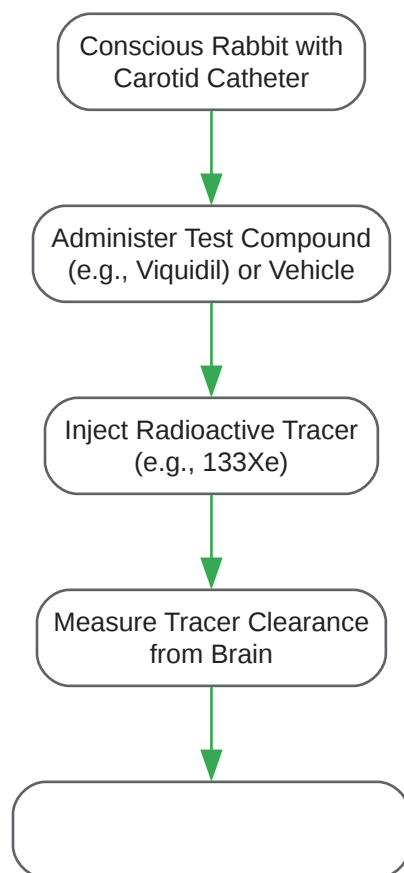 Conscious Rabbit with
Carotid Catheter
Administer Test Compound
(e.g., Viquidil) or Vehicle
Inject Radioactive Tracer
(e.g., 133Xe)
Measure Tracer Clearance
from Brain